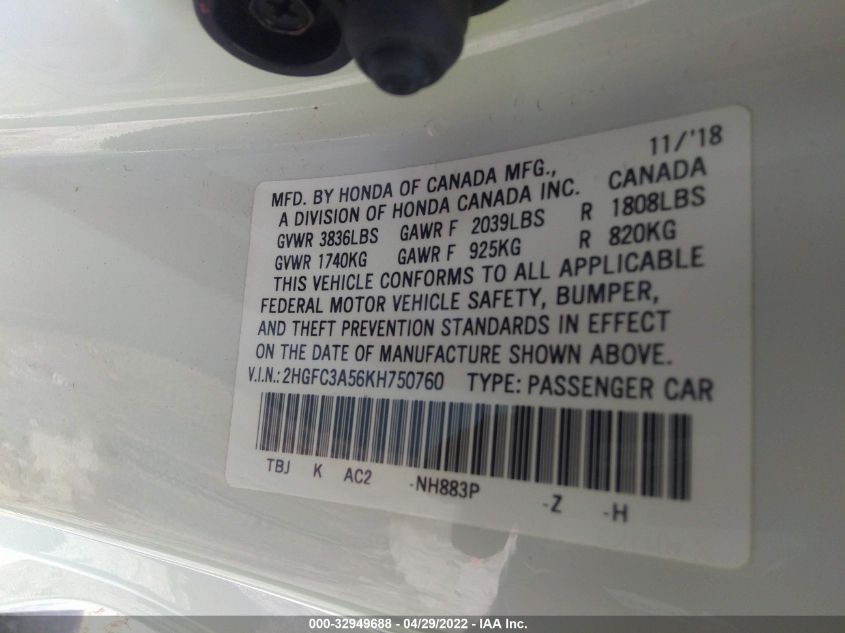 11/'18
MFD. BY HONDA OF CANADA MFG.,
A DIVISION OF HONDA CANADA INC. CANADA
GVWR 3836LBS GAWR F 2039LBS R 1808LBS
GVWR 1740KG GAWR F 925KG R 820KG
THIS VEHICLE CONFORMS TO ALL APPLICABLE
FEDERAL MOTOR VEHICLE SAFETY, BUMPER,
AND THEFT PREVENTION STANDARDS IN EFFECT
ON THE DATE OF MANUFACTURE SHOWN ABOVE.
V.I.N.: 2HGFC3A56KH750760 TYPE: PASSENGER CAR
TBJ K AC2 -NH883P -Z -H
000-32949688 - 04/29/2022 - IAA Inc.